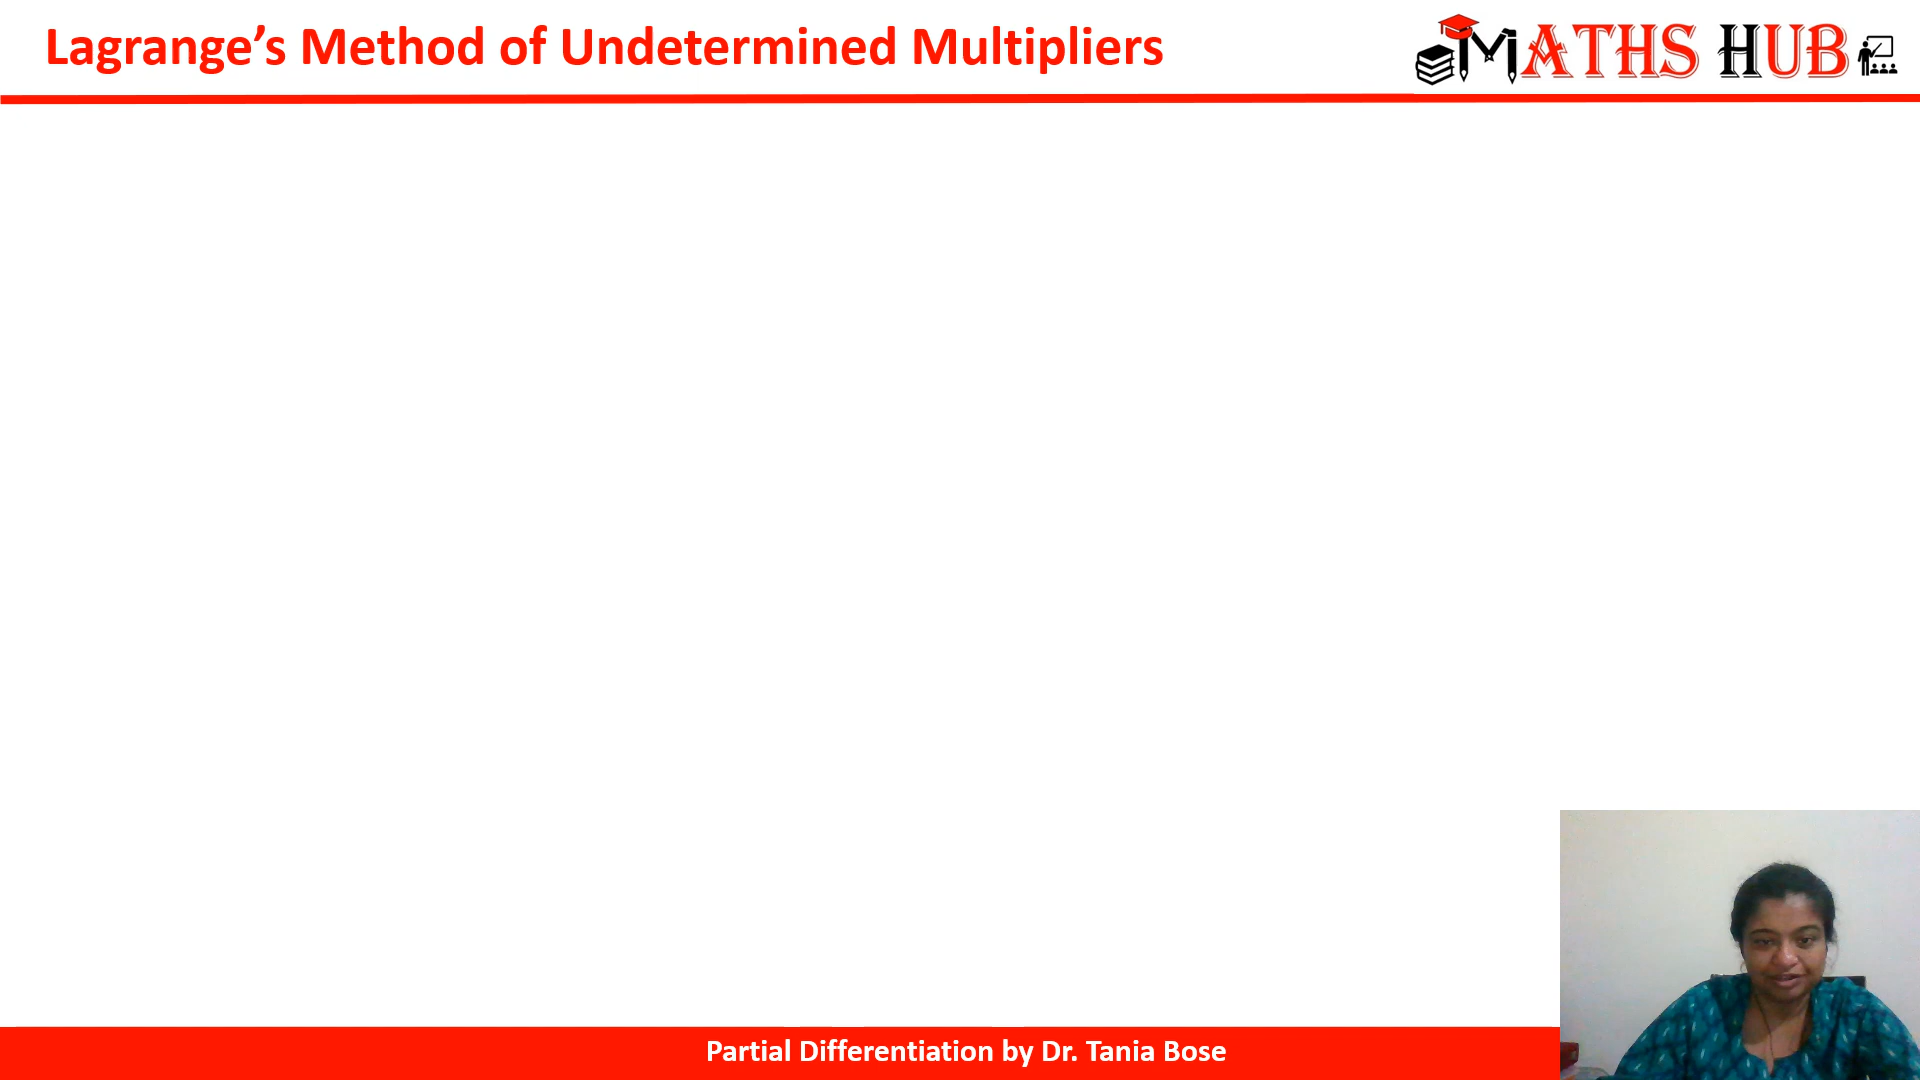 Lagrange’s Method of Undetermined Multipliers
MATHS HUB
Partial Differentiation by Dr. Tania Bose